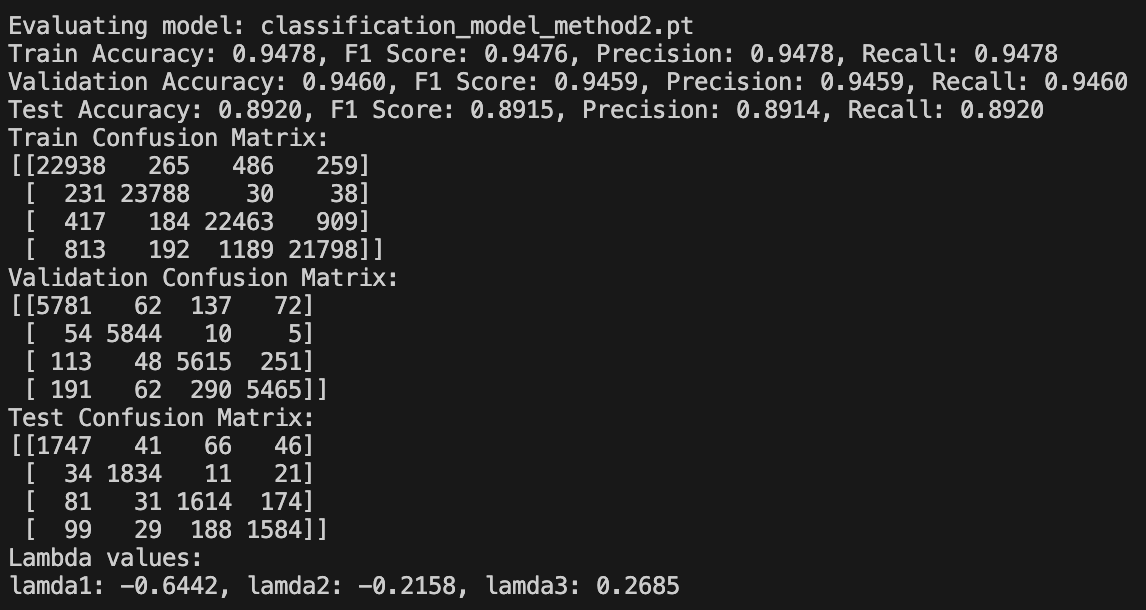 Evaluating model: classification_model_method2.pt
Train Accuracy: 0.9478, F1 Score: 0.9476, Precision: 0.9478, Recall: 0.9478
Validation Accuracy: 0.9460, F1 Score: 0.9459, Precision: 0.9459, Recall: 0.9460
Test Accuracy: 0.8920, F1 Score: 0.8915, Precision: 0.8914, Recall: 0.8920
Train Confusion Matrix:
[[22938   265   486   259]
 [  231 23788    30    38]
 [  417   184 22463   909]
 [  813   192  1189 21798]]
Validation Confusion Matrix:
[[5781   62  137   72]
 [  54 5844   10    5]
 [ 113   48 5615  251]
 [ 191   62  290 5465]]
Test Confusion Matrix:
[[1747   41   66   46]
 [  34 1834   11   21]
 [  81   31 1614  174]
 [  99   29  188 1584]]
Lambda values:
lamda1: -0.6442, lamda2: -0.2158, lamda3: 0.2685